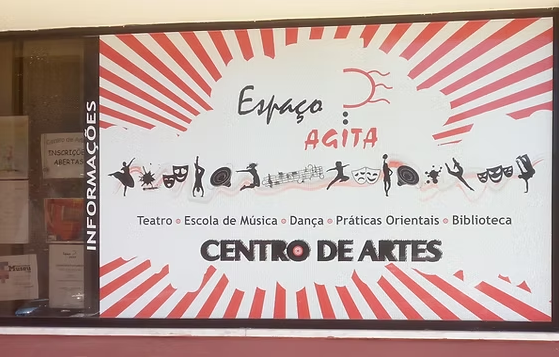 Espaço
AGITA
INFORMAÇÕES
INSCRIÇÕES
ABERTAS
Teatro • Escola de Música • Dança • Práticas Orientais • Biblioteca
CENTRO DE ARTES